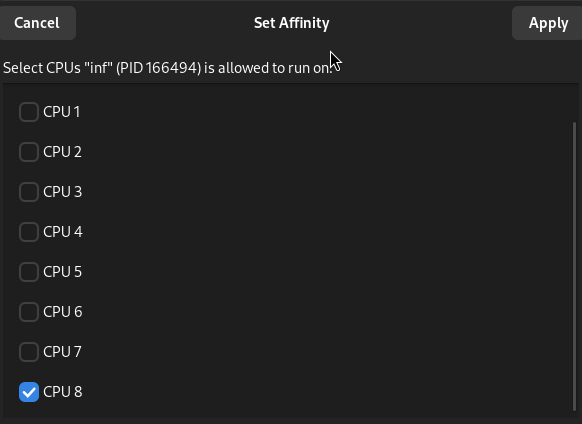 Cancel
Set Affinity
Apply
Select CPUs "inf" (PID 166494) is allowed to run on:
CPU 1
CPU 2
CPU 3
CPU 4
CPU 5
CPU 6
CPU 7
CPU 8